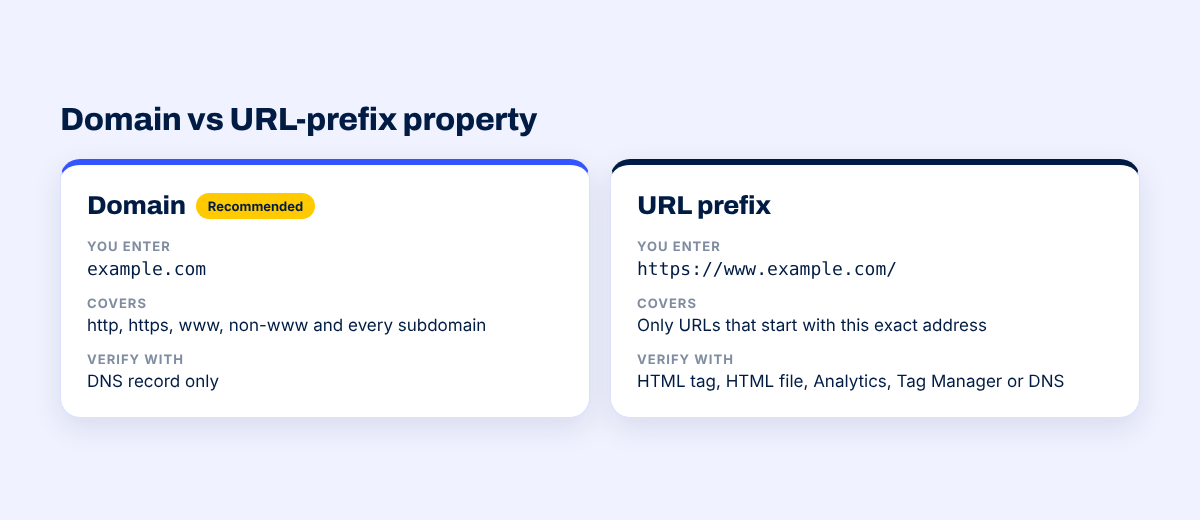 Domain vs URL-prefix property
Domain
Recommended
YOU ENTER
example.com
COVERS
http, https, www, non-www and every subdomain
VERIFY WITH
DNS record only
URL prefix
YOU ENTER
https://www.example.com/
COVERS
Only URLs that start with this exact address
VERIFY WITH
HTML tag, HTML file, Analytics, Tag Manager or DNS